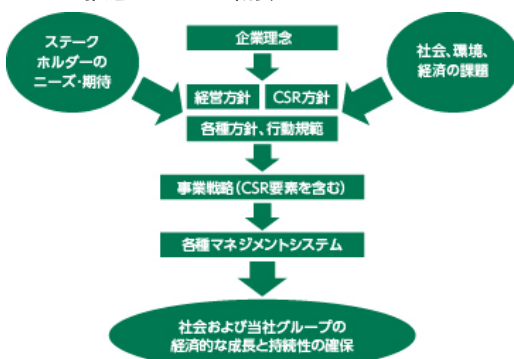 ステーク
ホルダーの
ニーズ・期待
企業理念
社会、環境、
経済の課題
経営方針
CSR方針
各種方針、行動規範
事業戦略(CSR要素を含む)
各種マネジメントシステム
社会および当社グループの
経済的な成長と持続性の確保